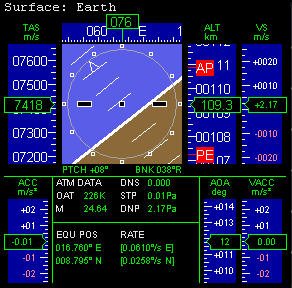 Surface: Earth
TAS 076 ALT VS
m/s 060 1 km m/s
07600 00112 +0020
AP 11
07500 +0010
7418 109.3 +2.17
07300 00108 -0010
07200 PE -0020
PTCH +06° BNK 038°R
ACC ATM DATA DNS 0.000 AOA VACC
m/s² OAT 226K STP 0.01Pa deg m/s²
M 24.64 DNP 2.17Pa
+02 +014 +02
+01 +013 +01
-0.01 12 0.00
-01 +011 -01
-02 +010 -02
EQU POS RATE
016.760° E [0.0610°/s E]
008.795° N [0.0258°/s N]